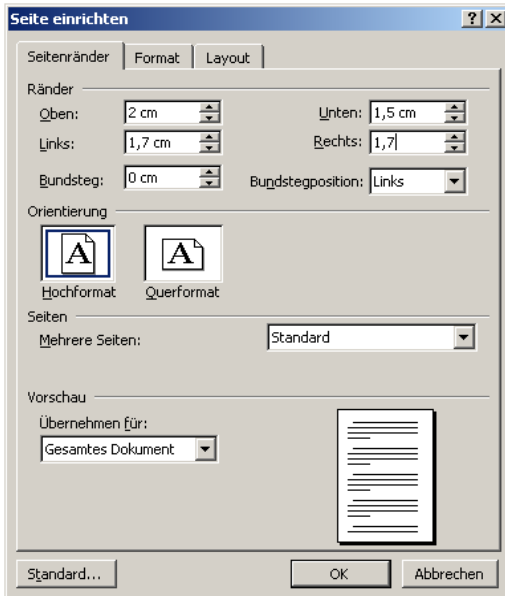 Seite einrichten
Seitenränder Format Layout
Ränder
Oben: 2 cm Unten: 1,5 cm
Links: 1,7 cm Rechts: 1,7
Bundsteg: 0 cm Bundstegposition: Links
Orientierung
A A
Hochformat Querformat
Seiten
Mehrere Seiten: Standard
Vorschau
Übernehmen für:
Gesamtes Dokument
Standard... OK Abbrechen